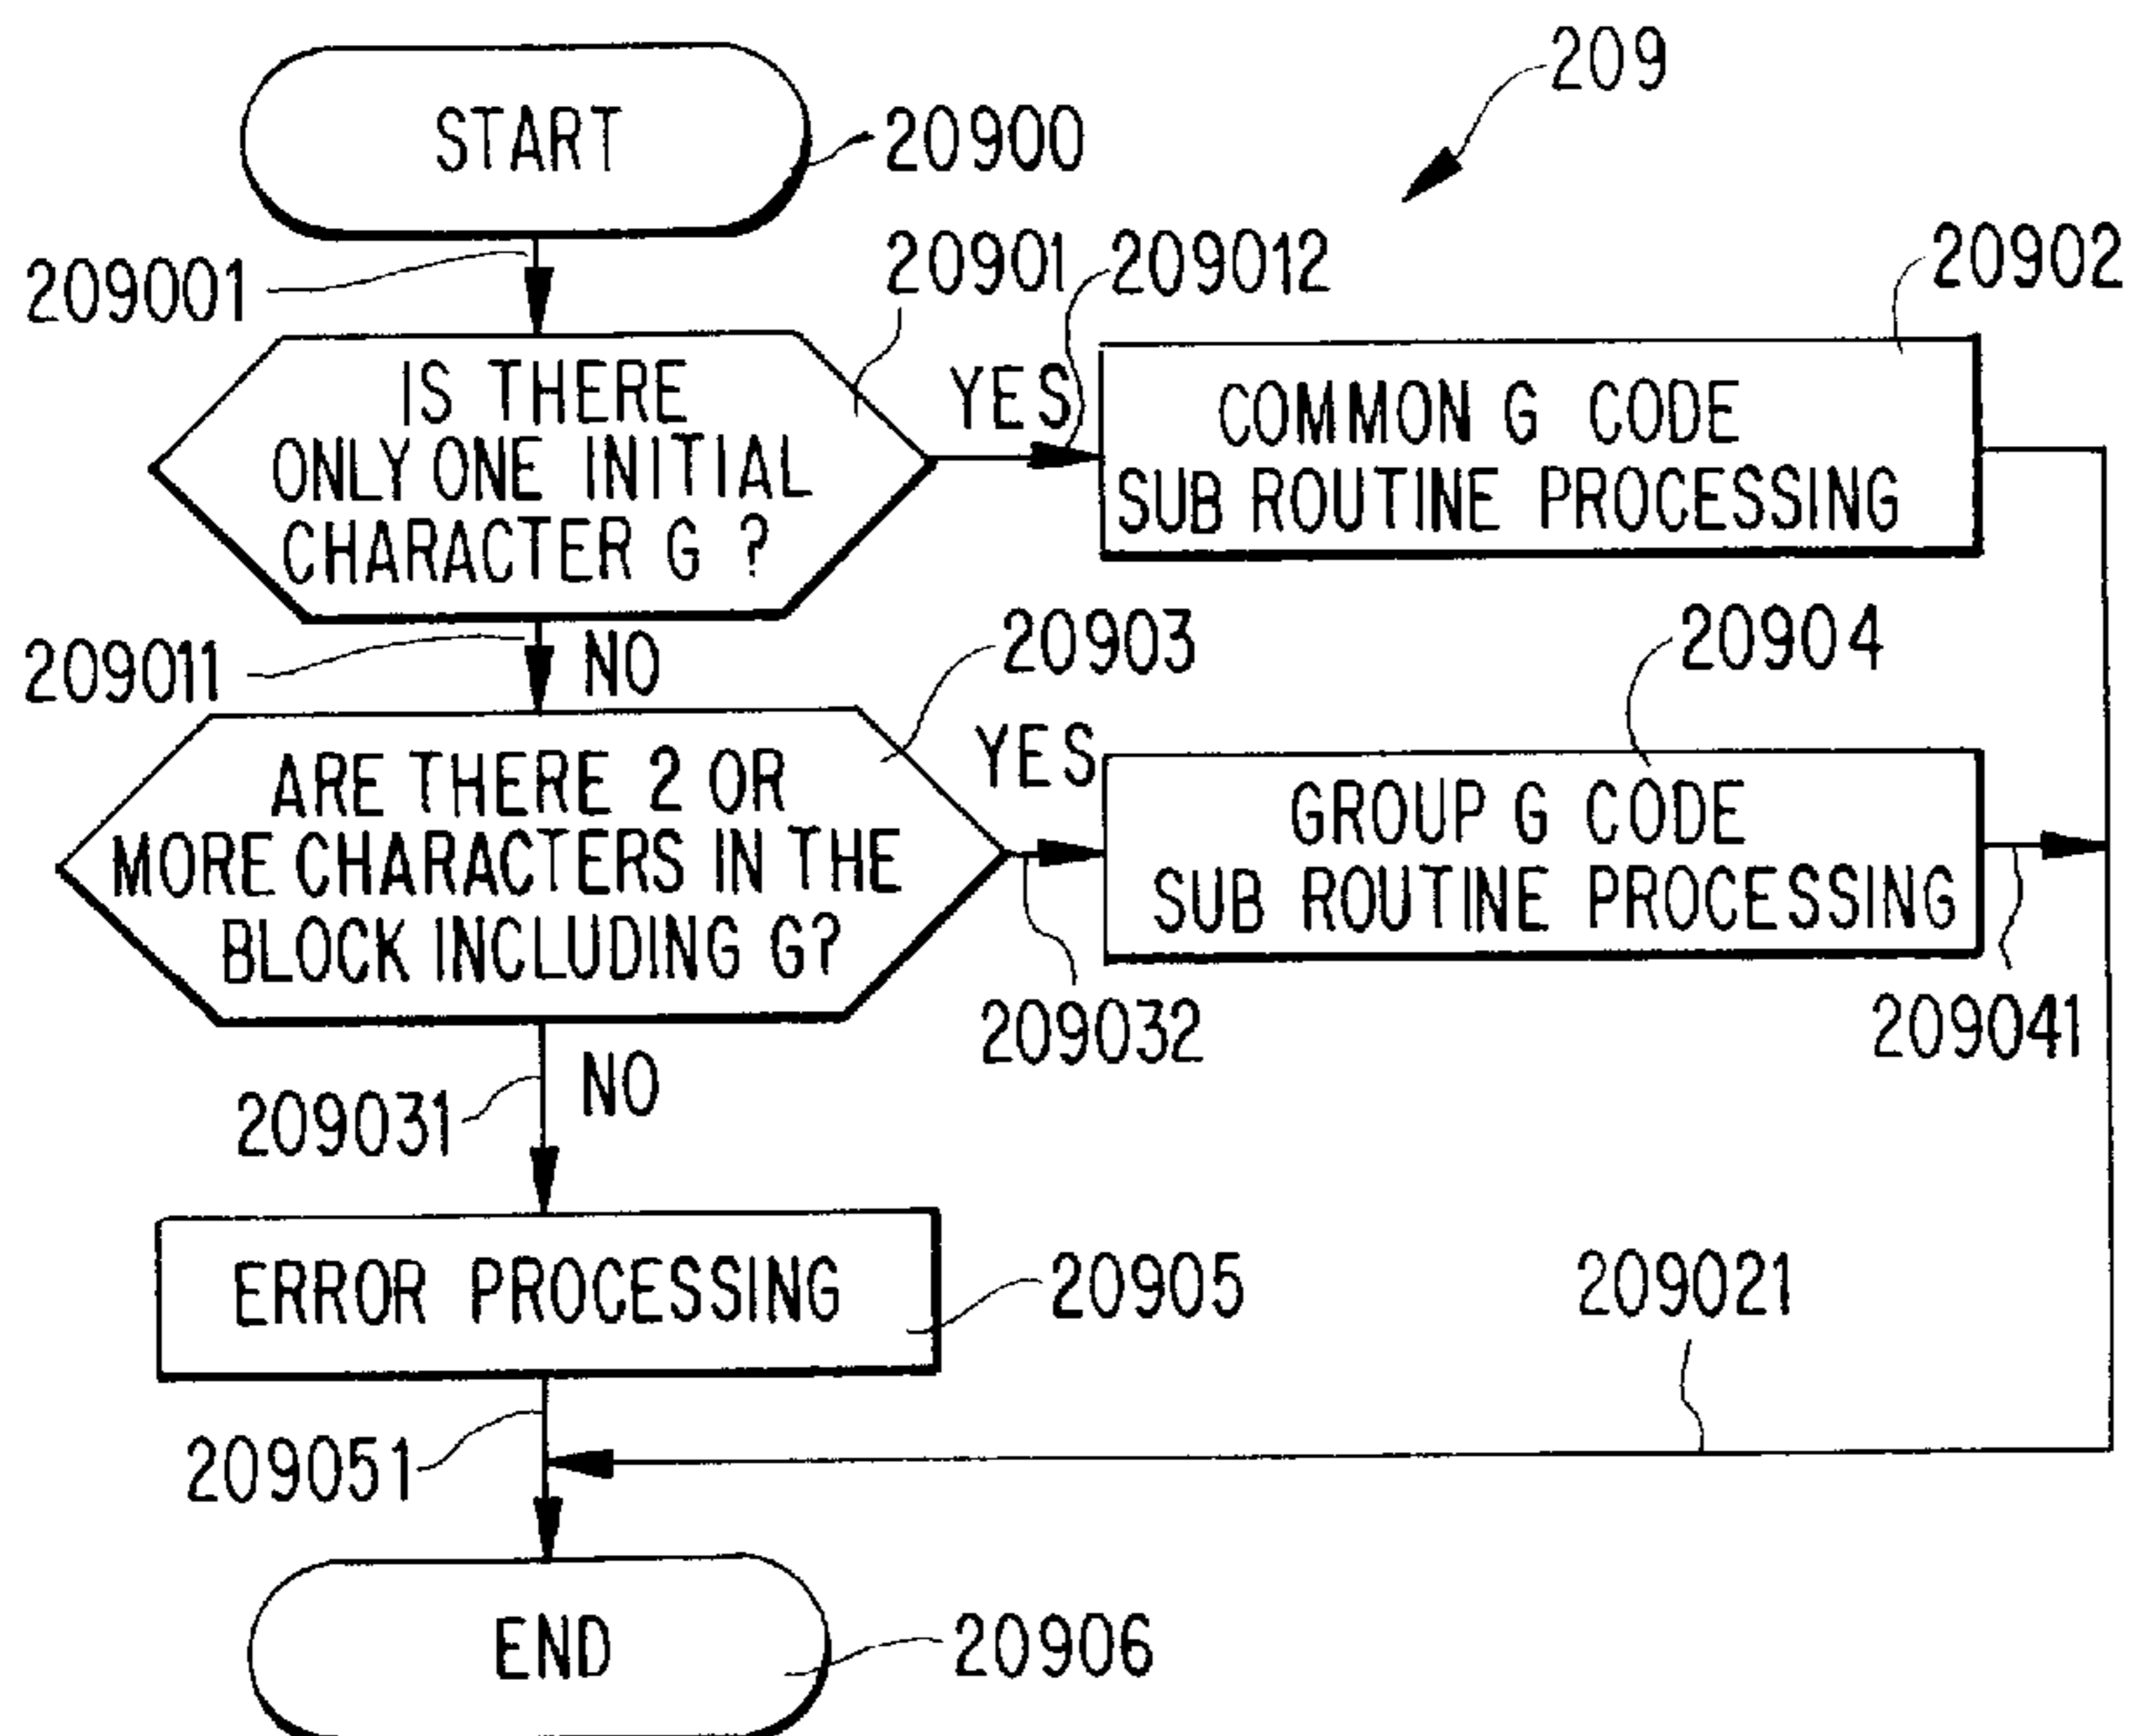 209
START
20900
209001
20901
209012
20902
IS THERE
ONLY ONE INITIAL
CHARACTER G ?
YES
COMMON G CODE
SUB ROUTINE PROCESSING
209011
NO
20903
20904
ARE THERE 2 OR
MORE CHARACTERS IN THE
BLOCK INCLUDING G?
YES
GROUP G CODE
SUB ROUTINE PROCESSING
209032
209041
209031
NO
ERROR PROCESSING
20905
209021
209051
END
20906